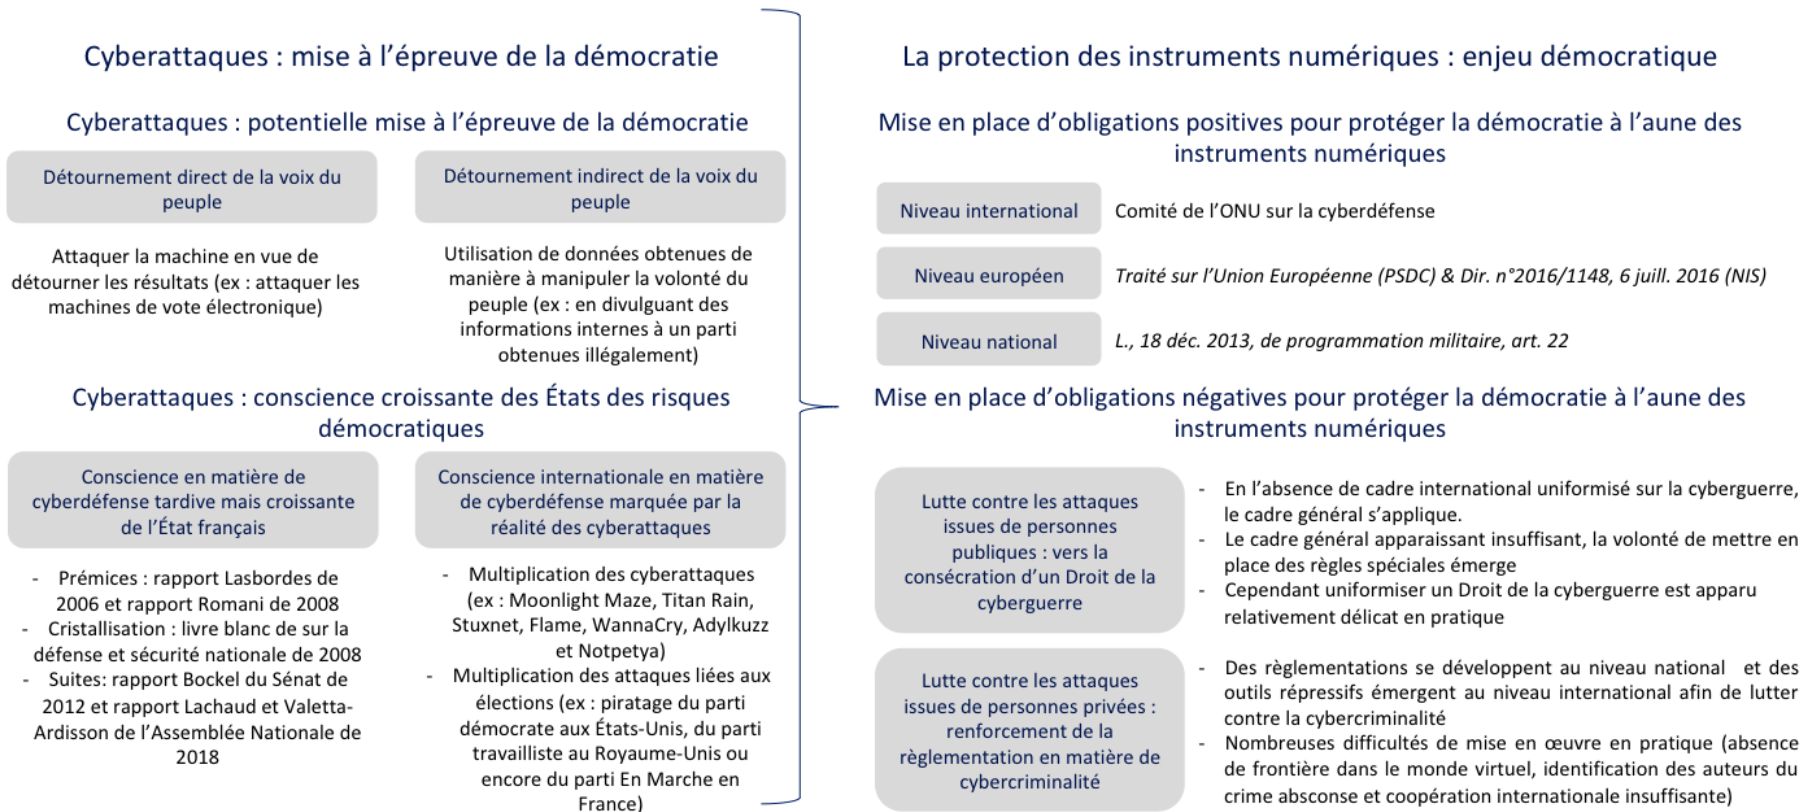 Cyberattaques : mise à l'épreuve de la démocratie
Cyberattaques : potentielle mise à l'épreuve de la démocratie
Détournement direct de la voix du
peuple
Attaquer la machine en vue de
détourner les résultats (ex : attaquer les
machines de vote électronique)
Détournement indirect de la voix du
peuple
Utilisation de données obtenues de
manière à manipuler la volonté du
peuple (ex : en divulguant des
informations internes à un parti
obtenues illégalement)
Cyberattaques : conscience croissante des États des risques
démocratiques
Conscience en matière de
cyberdéfense tardive mais croissante
de l'État français
- Prémices : rapport Lasbordes de
2006 et rapport Romani de 2008
- Cristallisation : livre blanc de sur la
défense et sécurité nationale de 2008
- Suites: rapport Bockel du Sénat de
2012 et rapport Lachaud et Valetta-
Ardisson de l'Assemblée Nationale de
2018
Conscience internationale en matière
de cyberdéfense marquée par la
réalité des cyberattaques
- Multiplication des cyberattaques
(ex : Moonlight Maze, Titan Rain,
Stuxnet, Flame, WannaCry, Adylkuzz
et Notpetya)
- Multiplication des attaques liées aux
élections (ex : piratage du parti
démocrate aux États-Unis, du parti
travailliste au Royaume-Unis ou
encore du parti En Marche en
France)
La protection des instruments numériques : enjeu démocratique
Mise en place d'obligations positives pour protéger la démocratie à l'aune des
instruments numériques
Niveau international
Comité de l'ONU sur la cyberdéfense
Niveau européen
Traité sur l'Union Européenne (PSDC) & Dir. n°2016/1148, 6 juill. 2016 (NIS)
Niveau national
L., 18 déc. 2013, de programmation militaire, art. 22
Mise en place d'obligations négatives pour protéger la démocratie à l'aune des
instruments numériques
Lutte contre les attaques
issues de personnes
publiques : vers la
consécration d'un Droit de la
cyberguerre
- En l'absence de cadre international uniformisé sur la cyberguerre,
le cadre général s'applique.
- Le cadre général apparaissant insuffisant, la volonté de mettre en
place des règles spéciales émerge
- Cependant uniformiser un Droit de la cyberguerre est apparu
relativement délicat en pratique
Lutte contre les attaques
issues de personnes privées :
renforcement de la
règlementation en matière de
cybercriminalité
- Des règlementations se développent au niveau national et des
outils répressifs émergent au niveau international afin de lutter
contre la cybercriminalité
- Nombreuses difficultés de mise en œuvre en pratique (absence
de frontière dans le monde virtuel, identification des auteurs du
crime absconse et coopération internationale insuffisante)